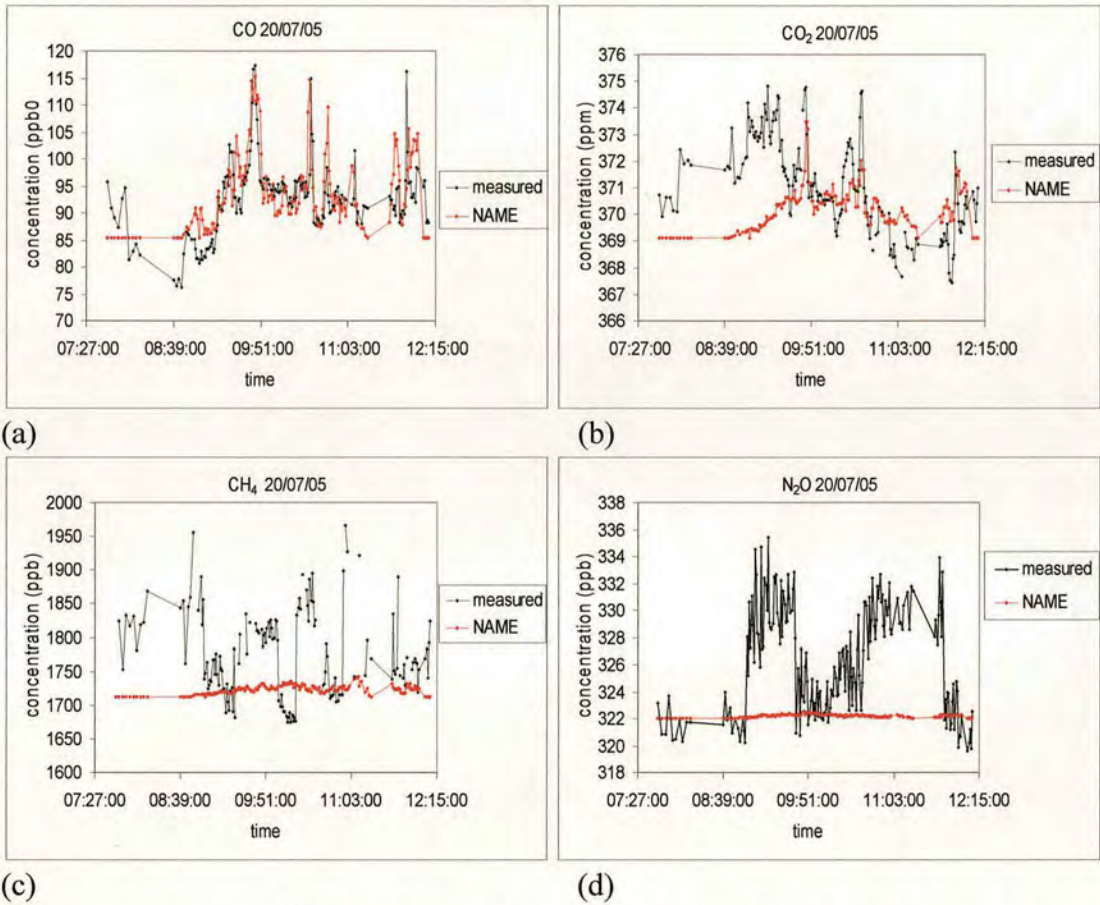 CO 20/07/05
concentration (ppb0
120
115
110
105
100
95
90
85
80
75
70
07:27:00 08:39:00 09:51:00 11:03:00 12:15:00
time
measured
NAME
(a)
CO₂ 20/07/05
concentration (ppm)
376
375
374
373
372
371
370
369
368
367
366
07:27:00 08:39:00 09:51:00 11:03:00 12:15:00
time
measured
NAME
(b)
CH₄ 20/07/05
concentration (ppb)
2000
1950
1900
1850
1800
1750
1700
1650
1600
07:27:00 08:39:00 09:51:00 11:03:00 12:15:00
time
measured
NAME
(c)
N₂O 20/07/05
concentration (ppb)
338
336
334
332
330
328
326
324
322
320
318
07:27:00 08:39:00 09:51:00 11:03:00 12:15:00
time
measured
NAME
(d)